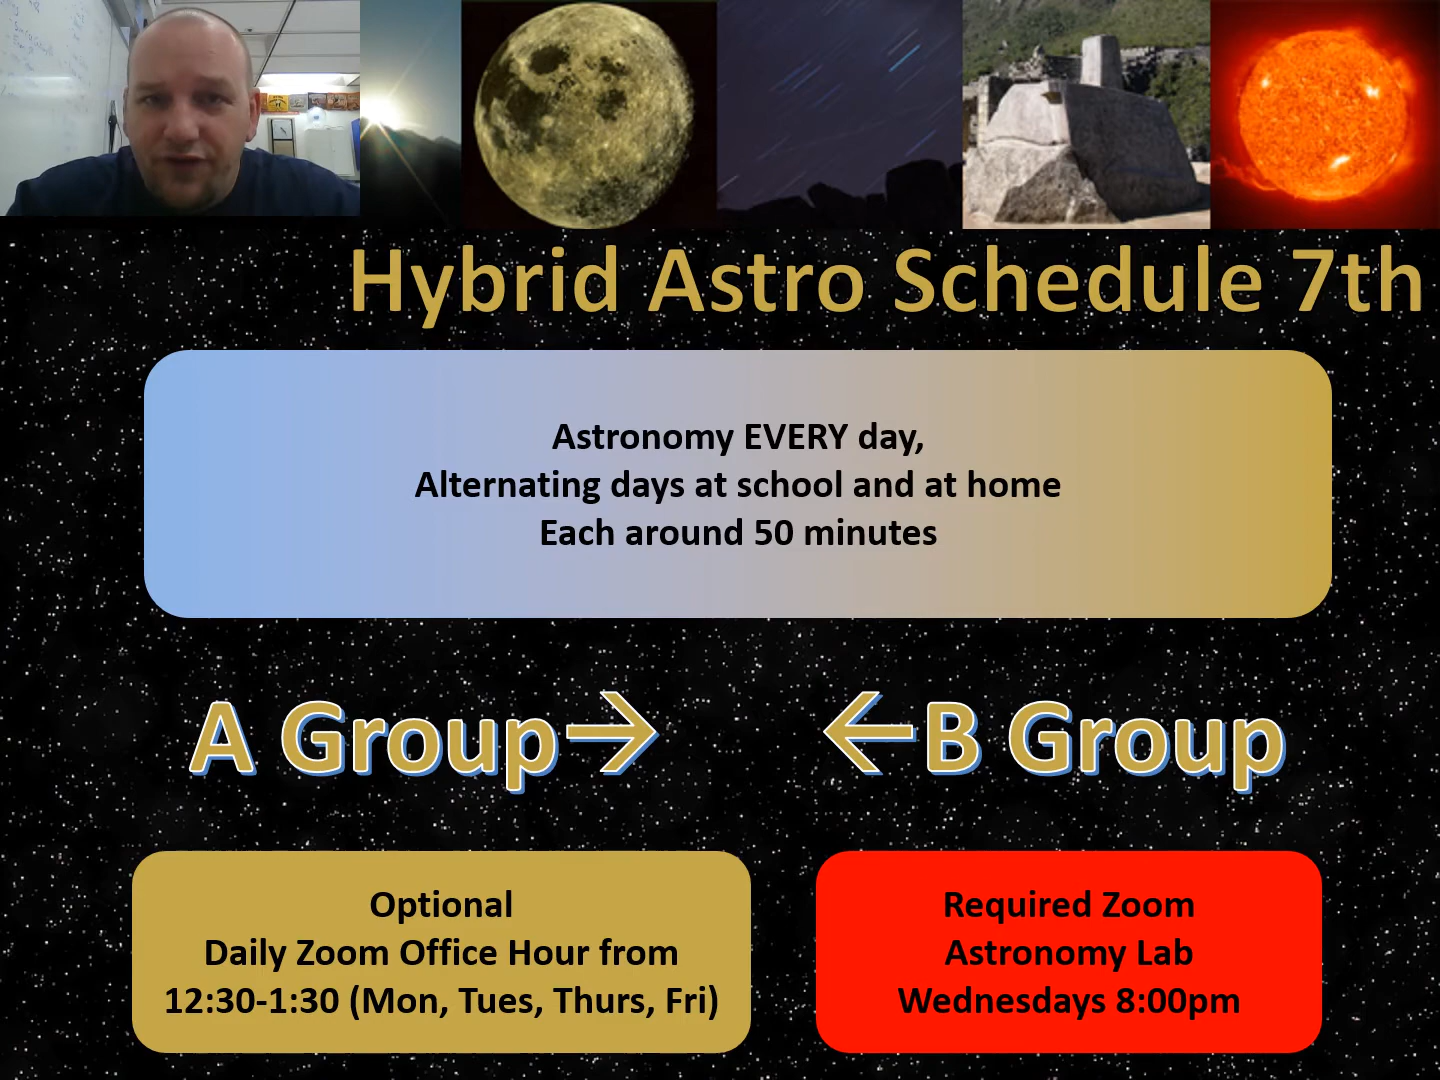 Hybrid Astro Schedule 7th
Astronomy EVERY day,
Alternating days at school and at home
Each around 50 minutes
A Group→
←B Group
Optional
Daily Zoom Office Hour from
12:30-1:30 (Mon, Tues, Thurs, Fri)
Required Zoom
Astronomy Lab
Wednesdays 8:00pm